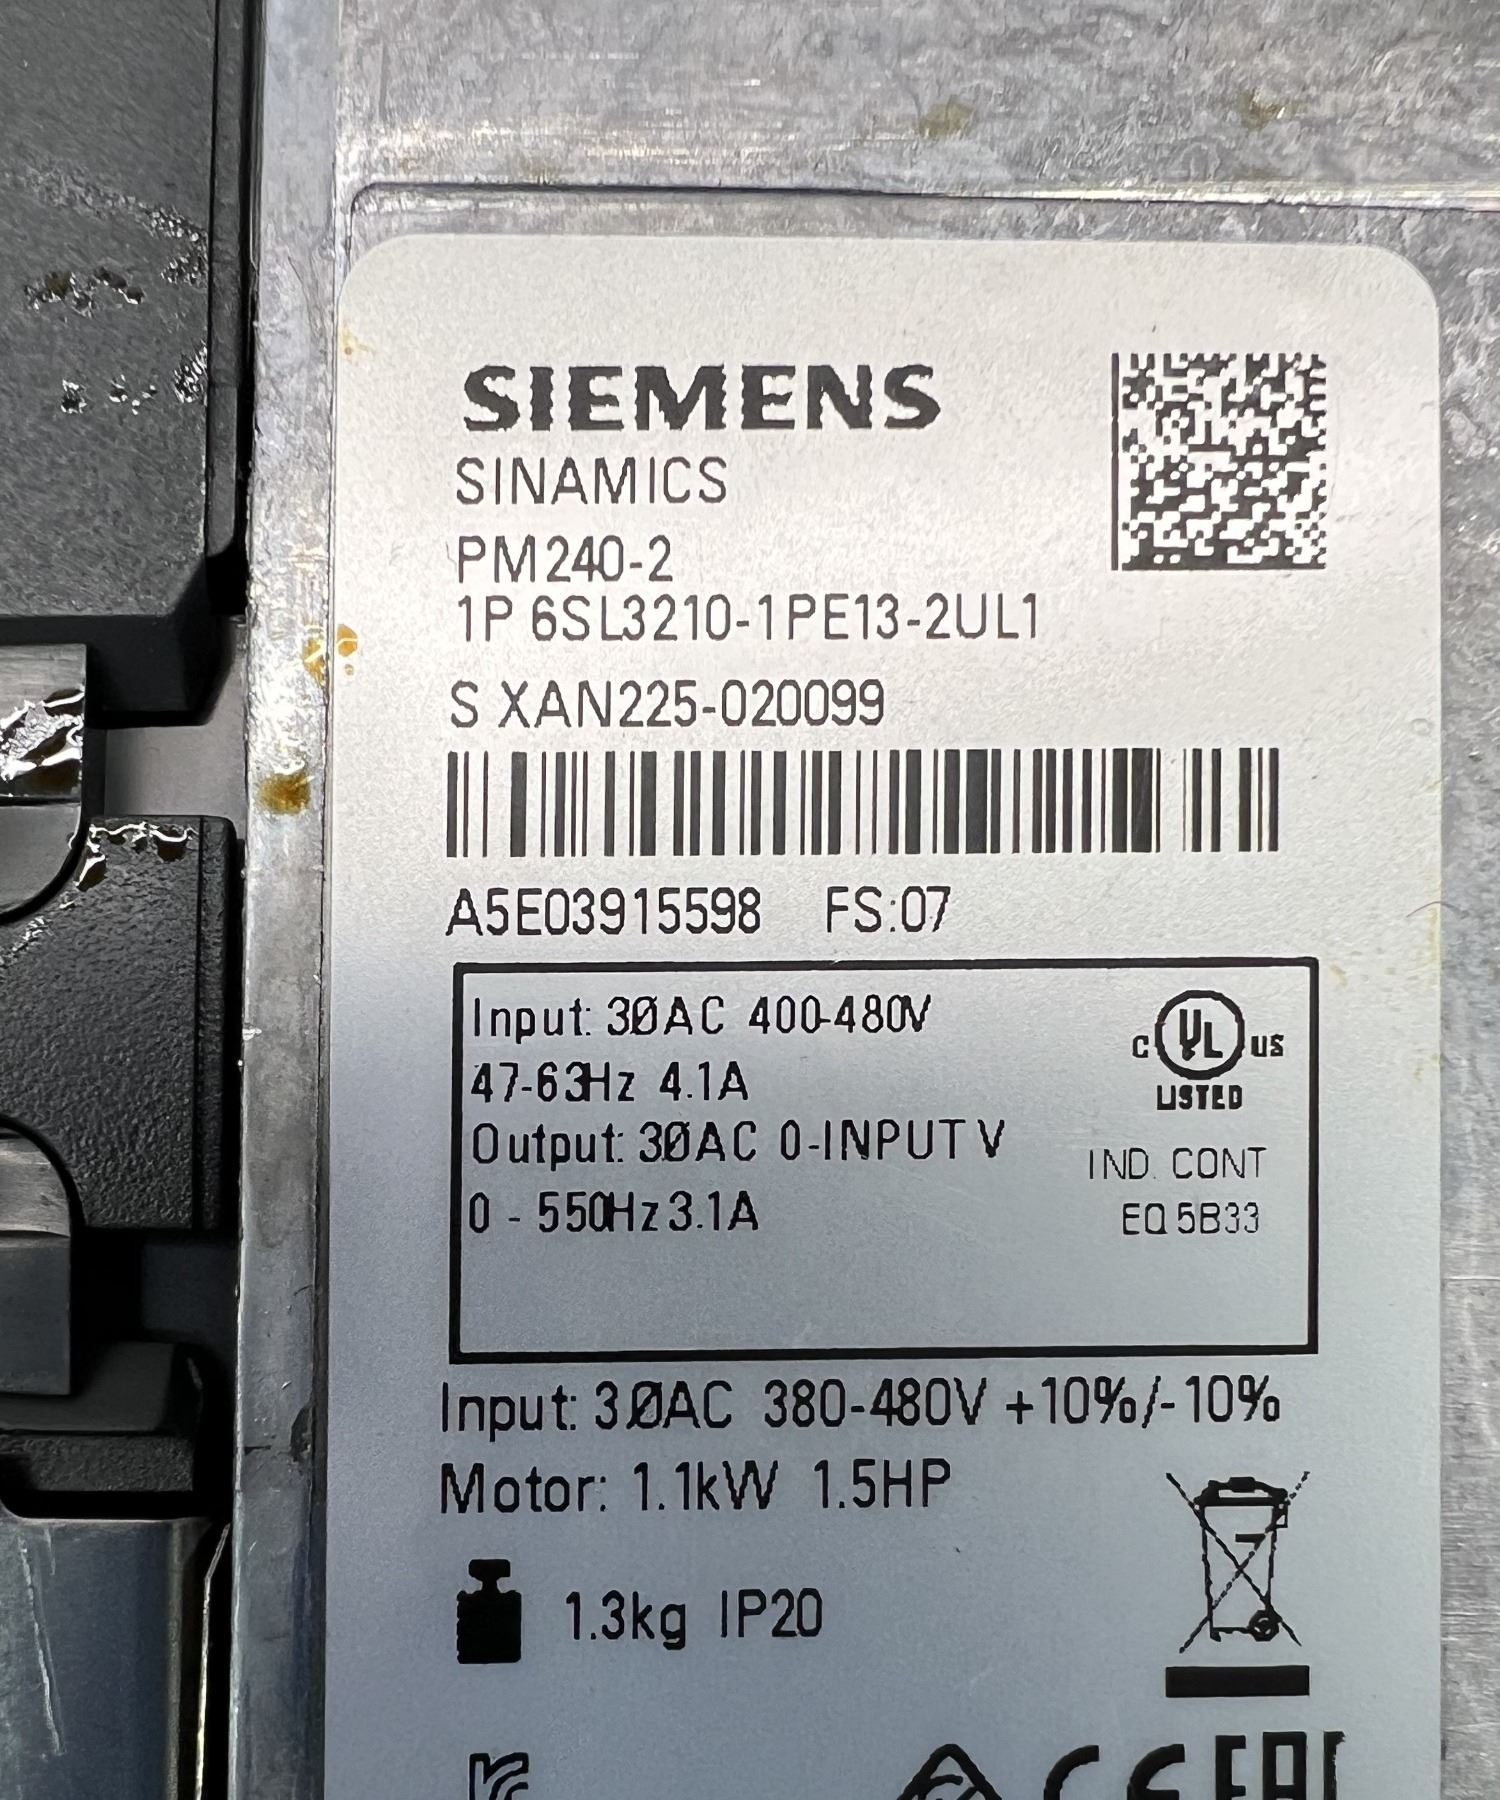 SIEMENS
SINAMICS
PM240-2
1P 6SL3210-1PE13-2UL1
S XAN225-020099
A5E03915598 FS:07
Input: 3ØAC 400-480V
47-63Hz 4.1A
Output: 3ØAC 0-INPUT V
0 - 550Hz 3.1A
C UL US
LISTED
IND. CONT
EQ 5B33
Input: 3ØAC 380-480V +10%/-10%
Motor: 1.1kW 1.5HP
1.3kg IP20
CE EAC